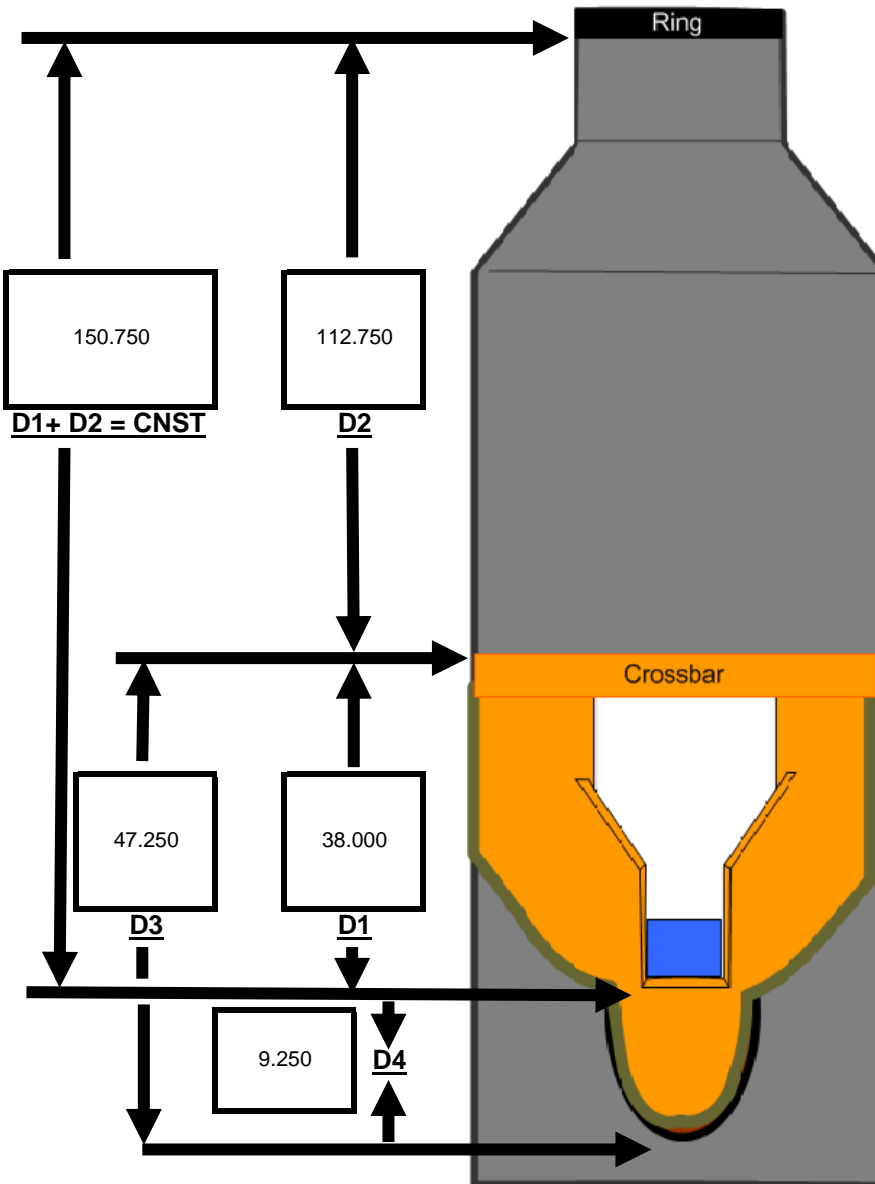 Ring
150.750
112.750
D1+ D2 = CNST
D2
Crossbar
47.250
38.000
D3
D1
9.250
D4